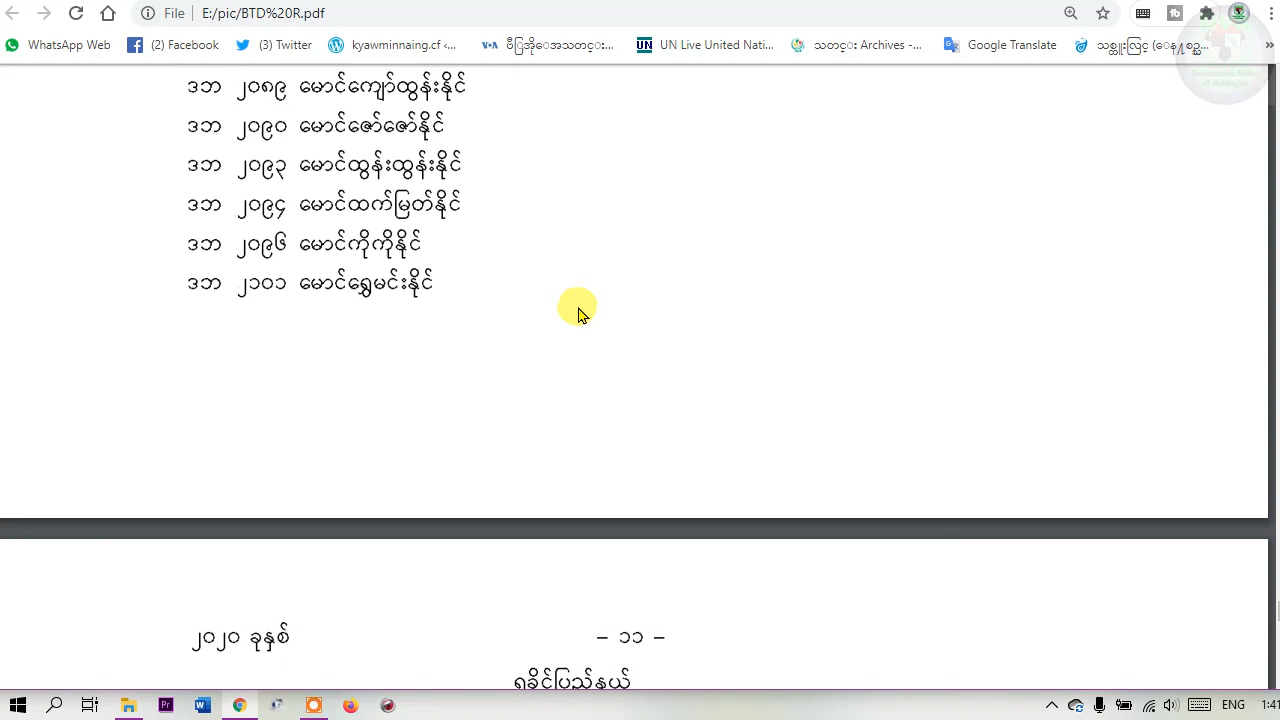 File E:/pic/BTD%20R.pdf
WhatsApp Web (2) Facebook (3) Twitter kyawminnaing.cf -... UN Live United Nati... သတင္း Archives -... Google Translate
ဒဘ ၂၀၈၉ မောင်ကျော်ထွန်းနိုင်
ဒဘ ၂၀၉၀ မောင်ဇော်ဇော်နိုင်
ဒဘ ၂၀၉၃ မောင်ထွန်းထွန်းနိုင်
ဒဘ ၂၀၉၄ မောင်ထက်မြတ်နိုင်
ဒဘ ၂၀၉၆ မောင်ကိုကိုနိုင်
ဒဘ ၂၁၀၁ မောင်ရွှေမင်းနိုင်
၂၀၂၀ ခုနှစ် – ၁၁ –
ရခိုင်ပြည်နယ်
ENG